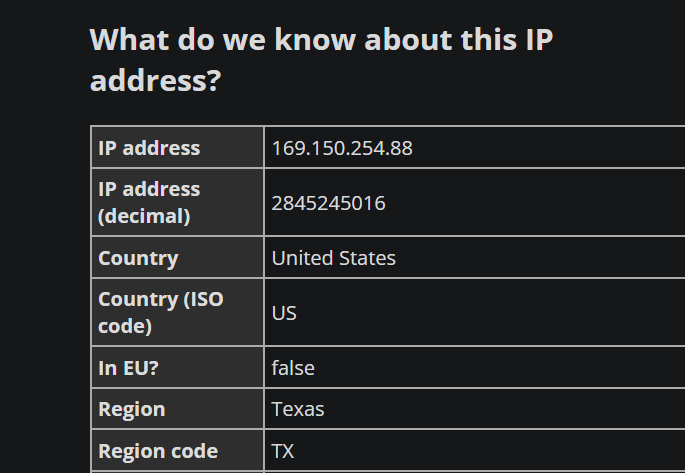 What do we know about this IP
address?
IP address 169.150.254.88
IP address
(decimal) 2845245016
Country United States
Country (ISO
code) US
In EU? false
Region Texas
Region code TX